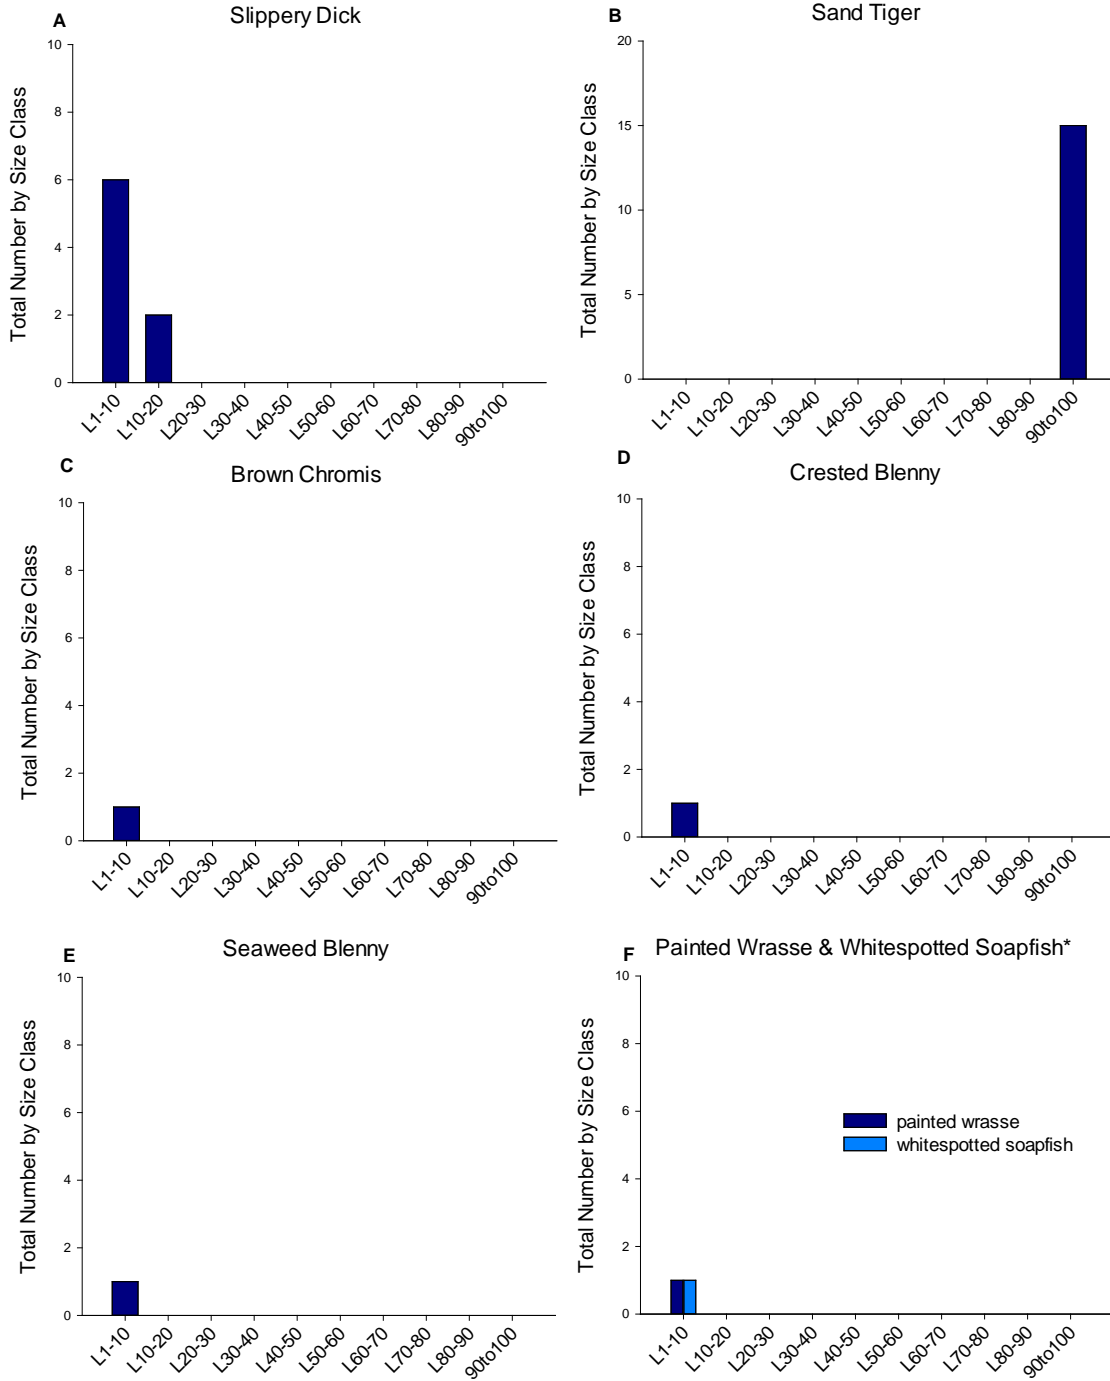 A
Slippery Dick
Total Number by Size Class
10
8
6
4
2
0
L1-10
L10-20
L20-30
L30-40
L40-50
L50-60
L60-70
L70-80
L80-90
90to100
B
Sand Tiger
Total Number by Size Class
20
15
10
5
0
L1-10
L10-20
L20-30
L30-40
L40-50
L50-60
L60-70
L70-80
L80-90
90to100
C
Brown Chromis
Total Number by Size Class
10
8
6
4
2
0
L1-10
L10-20
L20-30
L30-40
L40-50
L50-60
L60-70
L70-80
L80-90
90to100
D
Crested Blenny
Total Number by Size Class
10
8
6
4
2
0
L1-10
L10-20
L20-30
L30-40
L40-50
L50-60
L60-70
L70-80
L80-90
90to100
E
Seaweed Blenny
Total Number by Size Class
10
8
6
4
2
0
L1-10
L10-20
L20-30
L30-40
L40-50
L50-60
L60-70
L70-80
L80-90
90to100
F
Painted Wrasse & Whitespotted Soapfish*
Total Number by Size Class
10
8
6
4
2
0
painted wrasse
whitespotted soapfish
L1-10
L10-20
L20-30
L30-40
L40-50
L50-60
L60-70
L70-80
L80-90
90to100